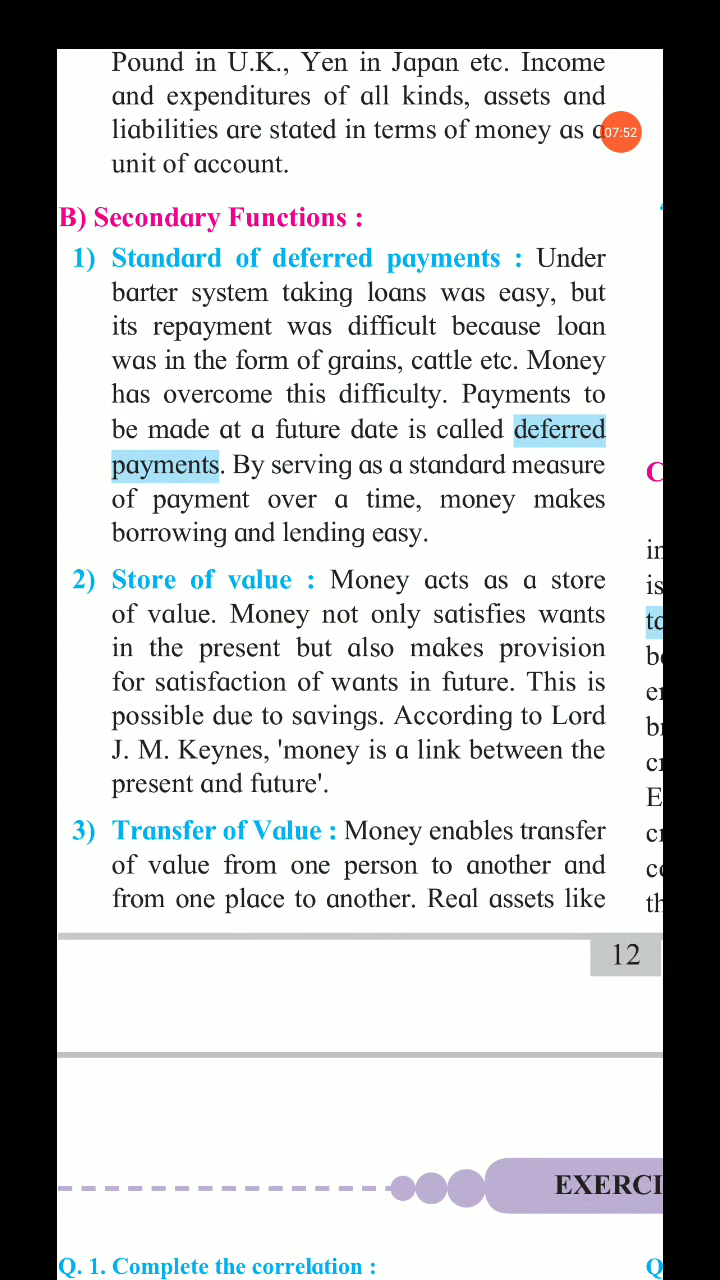 Pound in U.K., Yen in Japan etc. Income
and expenditures of all kinds, assets and
liabilities are stated in terms of money as a
07:52
unit of account.
B) Secondary Functions :
1) Standard of deferred payments : Under
barter system taking loans was easy, but
its repayment was difficult because loan
was in the form of grains, cattle etc. Money
has overcome this difficulty. Payments to
be made at a future date is called deferred
payments. By serving as a standard measure
of payment over a time, money makes
borrowing and lending easy.
2) Store of value : Money acts as a store
of value. Money not only satisfies wants
in the present but also makes provision
for satisfaction of wants in future. This is
possible due to savings. According to Lord
J. M. Keynes, 'money is a link between the
present and future'.
3) Transfer of Value : Money enables transfer
of value from one person to another and
from one place to another. Real assets like
12
EXERCI
Q. 1. Complete the correlation :